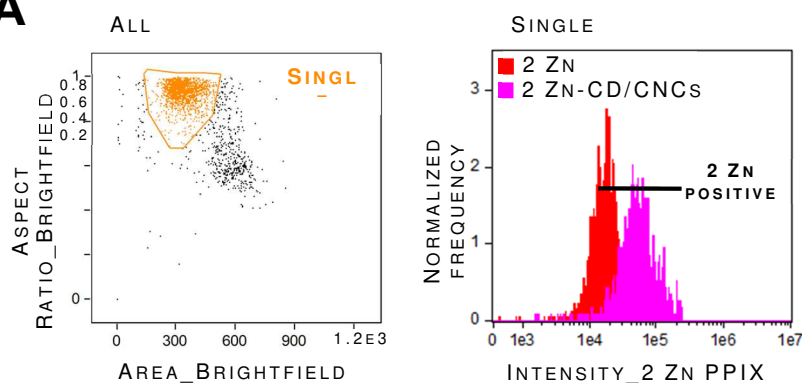 A
ALL
SINGLE
SINGL
–
1
0.8
0.6
0.4
0.2
0
ASPECT
RATIO_BRIGHTFIELD
0 300 600 900 1.2E3
AREA_BRIGHTFIELD
2 ZN
2 ZN-CD/CNCS
2 ZN
POSITIVE
3
2
1
0
NORMALIZED
FREQUENCY
0 1e3 1e4 1e5 1e6 1e7
INTENSITY_2 ZN PPIX